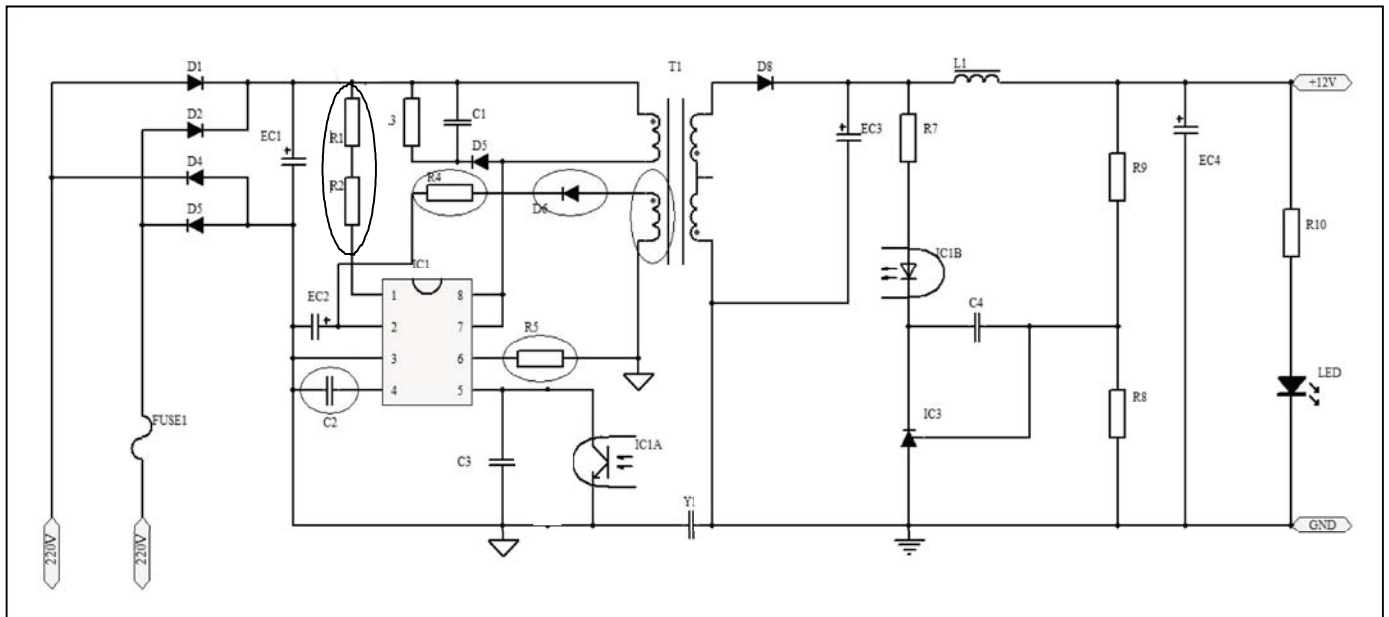 D1
D2
D4
D5
EC1
R1
R2
.3
C1
D5
R4
D6
T1
D8
EC3
R7
L1
+12V
R9
EC4
R10
IC1B
C4
IC1
EC2
1
2
3
4
8
7
6
5
R5
C2
C3
IC1A
IC3
R8
LED
FUSE1
Y1
220V
220V
GND